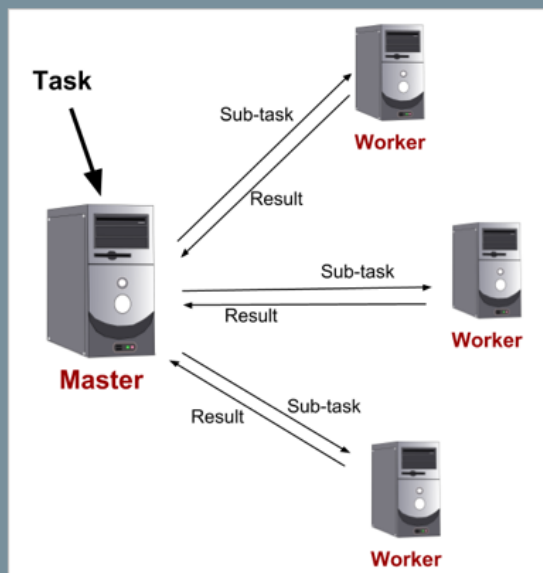 Task
Sub-task
Worker
Result
Sub-task
Result
Worker
Master
Sub-task
Result
Worker